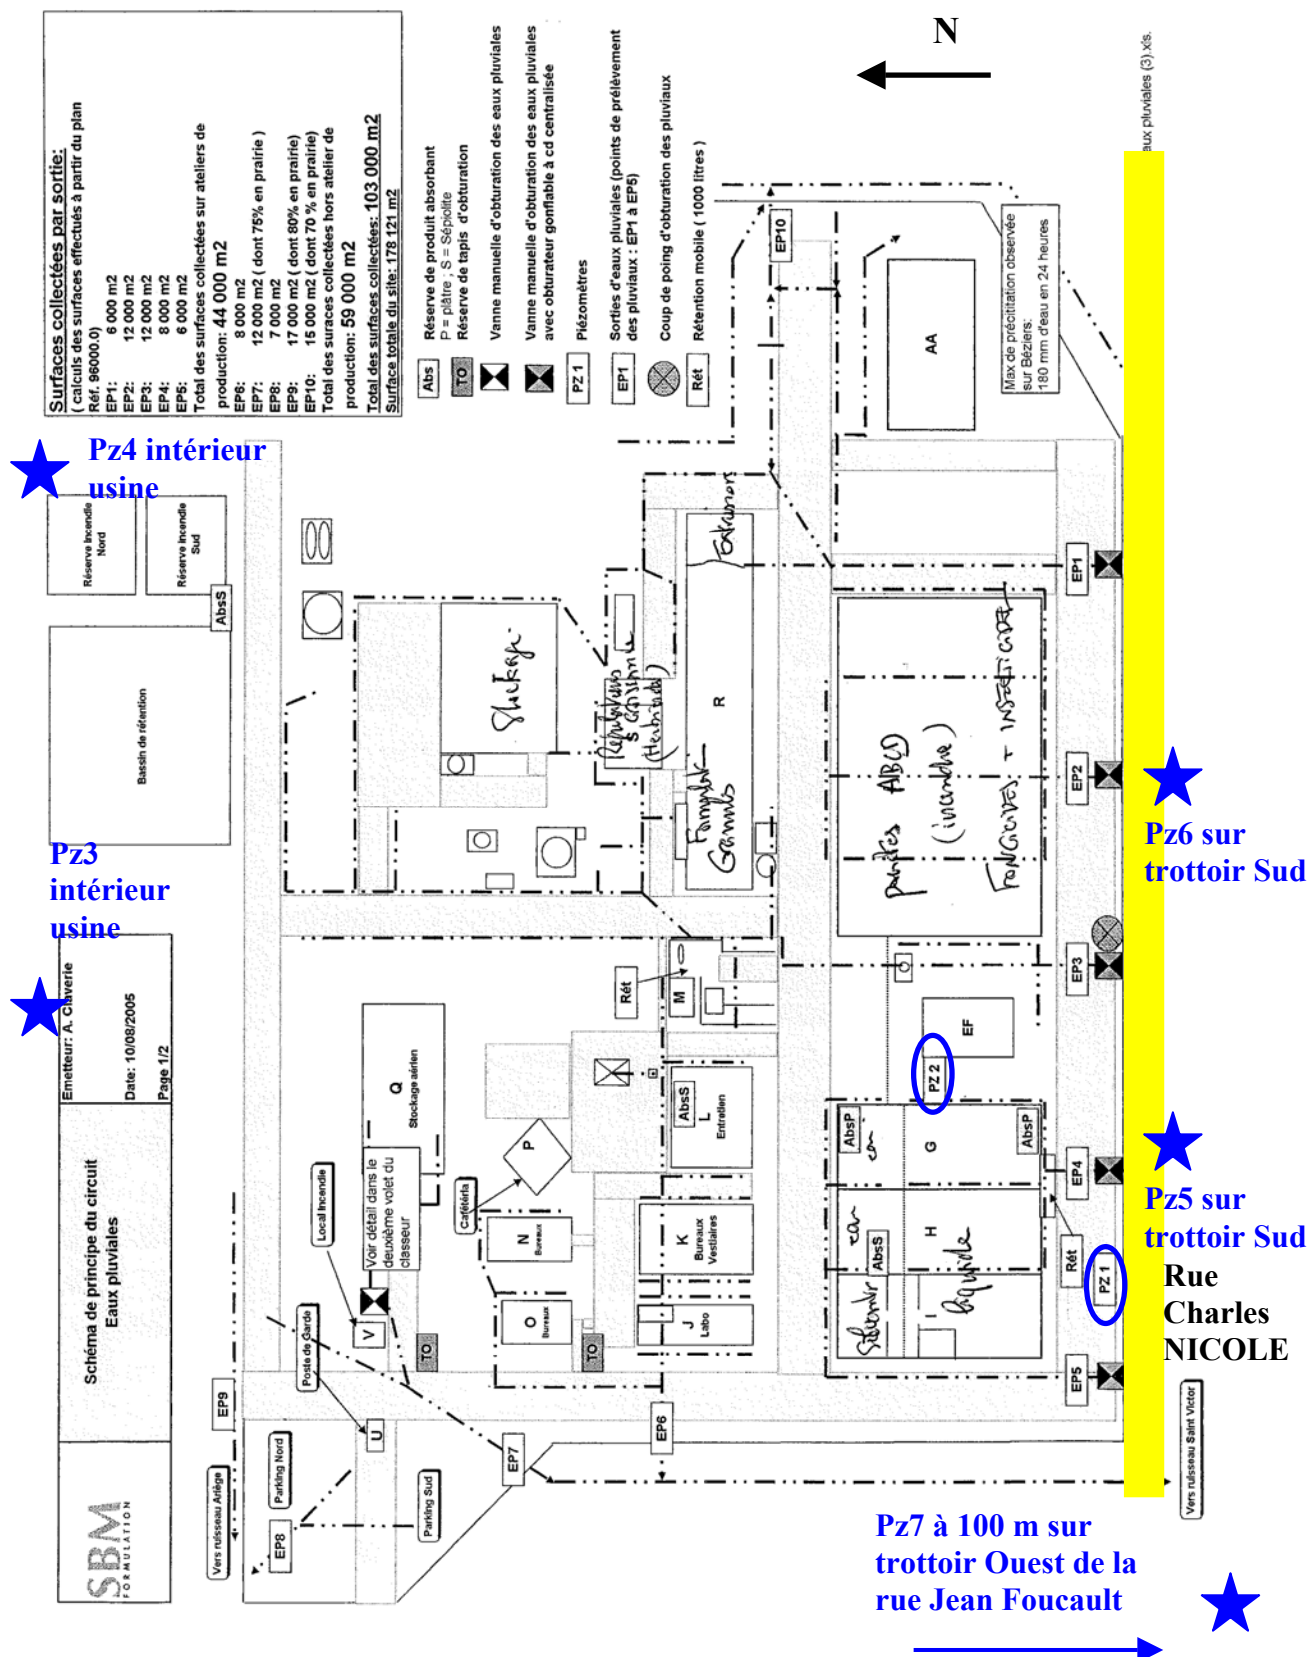 Surfaces collectées par sortie:
( calculs des surfaces effectués à partir du plan
Réf. 96000.0)
EP1: 6 000 m2
EP2: 12 000 m2
EP3: 12 000 m2
EP4: 8 000 m2
EP5: 6 000 m2
Total des surfaces collectées sur ateliers de
production: 44 000 m2
EP6: 8 000 m2
EP7: 12 000 m2 ( dont 75% en prairie )
EP8: 7 000 m2
EP9: 17 000 m2 ( dont 80% en prairie)
EP10: 15 000 m2 ( dont 70 % en prairie)
Total des suraces collectées hors atelier de
production: 59 000 m2
Total des surfaces collectées: 103 000 m2
Surface totale du site: 178 121 m2
Abs
Réserve de produit absorbant
P = plâtre ; S = Sépiolite
TO
Réserve de tapis d'obturation
Vanne manuelle d'obturation des eaux pluviales
Vanne manuelle d'obturation des eaux pluviales
avec obturateur gonflable à cd centralisée
PZ 1
Piézomètres
EP1
Sorties d'eaux pluviales (points de prélèvement
des pluviaux : EP1 à EP5)
Coup de poing d'obturation des pluviaux
Rét
Rétention mobile ( 1000 litres )
N
aux pluviales (3).xls.
Pz4 intérieur
usine
Réserve Incendie
Nord
Réserve incendie
Sud
AbsS
Bassin de rétention
Pz3
intérieur
usine
Emetteur: A. Claverie
Date: 10/08/2005
Page 1/2
Schéma de principe du circuit
Eaux pluviales
SBM
FORMULATION
EP10
AA
Max de précititation observée
sur Béziers:
180 mm d'eau en 24 heures
Stockage
S
(Herbicide)
R
Extrusion
Granulés
ABCD
(incendie)
FONGICIDES + INSECTICIDES
EP1
EP2
EP3
EP4
EP5
Pz6 sur
trottoir Sud
Pz5 sur
trottoir Sud
Rue
Charles
NICOLE
Q
Stockage aérien
Voir détail dans le
deuxième volet du
classeur
Local Incendie
Poste de Garde
V
U
TO
TO
Cafétéria
P
N
Bureaux
O
Bureaux
Rét
M
AbsS
L
Entretien
K
Bureaux
Vestiaires
J
Labo
EF
PZ 2
AbsP
AbsP
G
H
AbsS
I
liquide
Rét
PZ 1
EP6
EP7
EP8
EP9
Vers ruisseau Ariège
Parking Nord
Parking Sud
Vers ruisseau Saint Victor
Pz7 à 100 m sur
trottoir Ouest de la
rue Jean Foucault